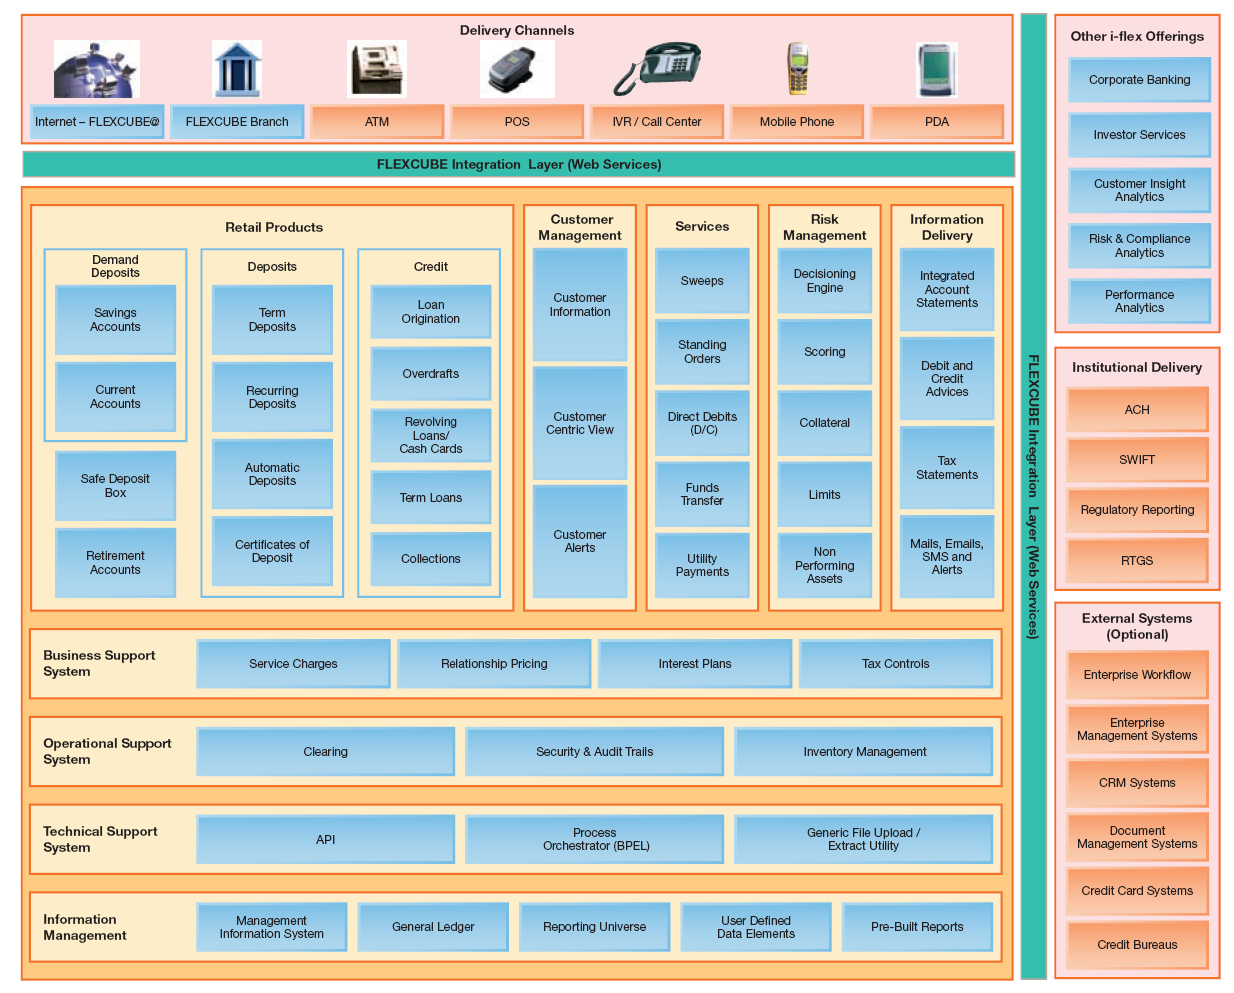 Delivery Channels
Internet – FLEXCUBE@
FLEXCUBE Branch
ATM
POS
IVR / Call Center
Mobile Phone
PDA
FLEXCUBE Integration Layer (Web Services)
Retail Products
Demand
Deposits
Savings
Accounts
Current
Accounts
Safe Deposit
Box
Retirement
Accounts
Deposits
Term
Deposits
Recurring
Deposits
Automatic
Deposits
Certificates of
Deposit
Credit
Loan
Origination
Overdrafts
Revolving
Loans/
Cash Cards
Term Loans
Collections
Customer
Management
Customer
Information
Customer
Centric View
Customer
Alerts
Services
Sweeps
Standing
Orders
Direct Debits
(D/C)
Funds
Transfer
Utility
Payments
Risk
Management
Decisioning
Engine
Scoring
Collateral
Limits
Non
Performing
Assets
Information
Delivery
Integrated
Account
Statements
Debit and
Credit
Advices
Tax
Statements
Mails, Emails,
SMS and
Alerts
Business Support
System
Service Charges
Relationship Pricing
Interest Plans
Tax Controls
Operational Support
System
Clearing
Security & Audit Trails
Inventory Management
Technical Support
System
API
Process
Orchestrator (BPEL)
Generic File Upload /
Extract Utility
Information
Management
Management
Information System
General Ledger
Reporting Universe
User Defined
Data Elements
Pre-Built Reports
FLEXCUBE Integration Layer (Web Services)
Other i-flex Offerings
Corporate Banking
Investor Services
Customer Insight
Analytics
Risk & Compliance
Analytics
Performance
Analytics
Institutional Delivery
ACH
SWIFT
Regulatory Reporting
RTGS
External Systems
(Optional)
Enterprise Workflow
Enterprise
Management Systems
CRM Systems
Document
Management Systems
Credit Card Systems
Credit Bureaus